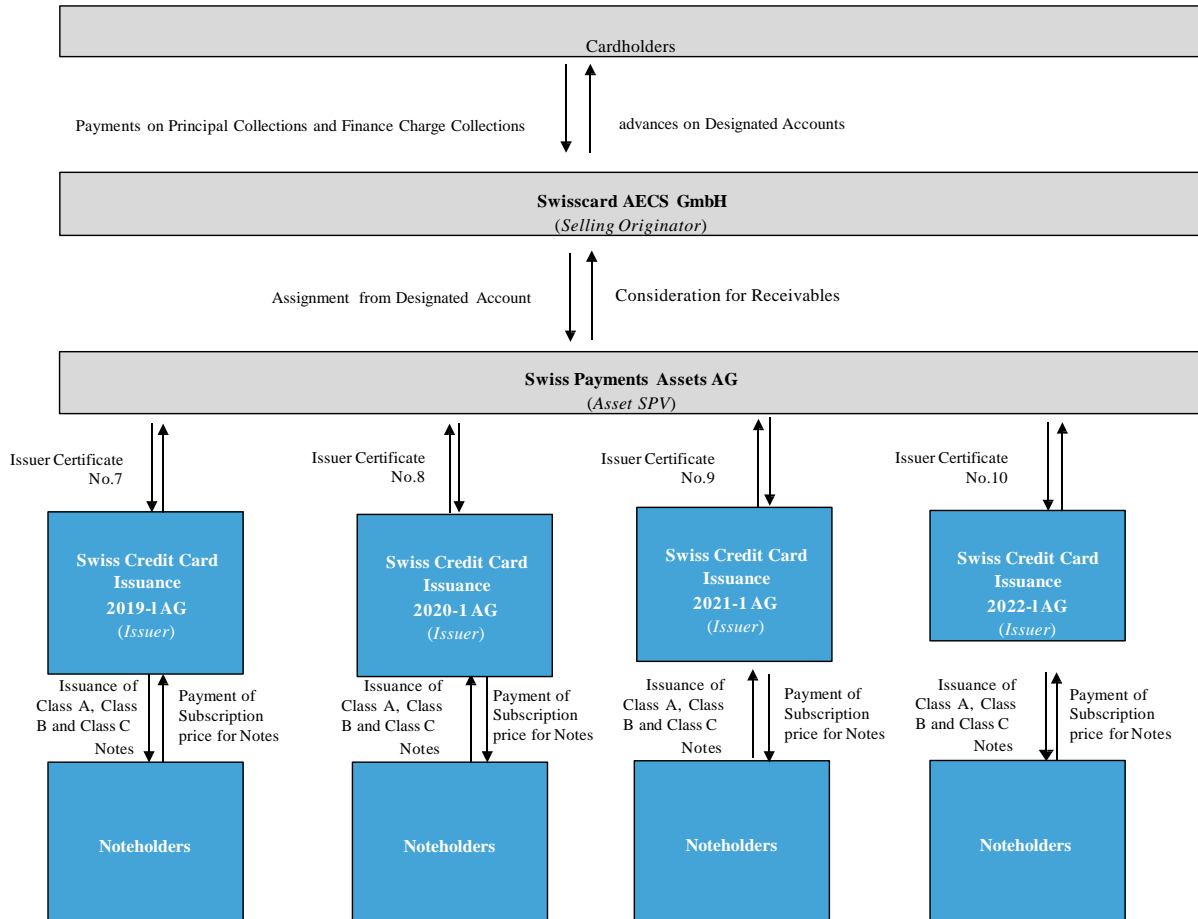 Cardholders
Payments on Principal Collections and Finance Charge Collections
advances on Designated Accounts
Swisscard AECS GmbH
(Selling Originator)
Assignment from Designated Account
Consideration for Receivables
Swiss Payments Assets AG
(Asset SPV)
Issuer Certificate
No.7
Issuer Certificate
No.8
Issuer Certificate
No.9
Issuer Certificate
No.10
Swiss Credit Card
Issuance
2019-l AG
(Issuer)
Swiss Credit Card
Issuance
2020-1 AG
(Issuer)
Swiss Credit Card
Issuance
2021-1 AG
(Issuer)
Swiss Credit Card
Issuance
2022-l AG
(Issuer)
Issuance of
Class A, Class
B and Class C
Notes
Payment of
Subscription
price for Notes
Issuance of
Class A, Class
B and Class C
Notes
Payment of
Subscription
price for Notes
Issuance of
Class A, Class
B and Class C
Notes
Payment of
Subscription
price for Notes
Issuance of
Class A, Class
B and Class C
Notes
Payment of
Subscription
price for Notes
Noteholders
Noteholders
Noteholders
Noteholders